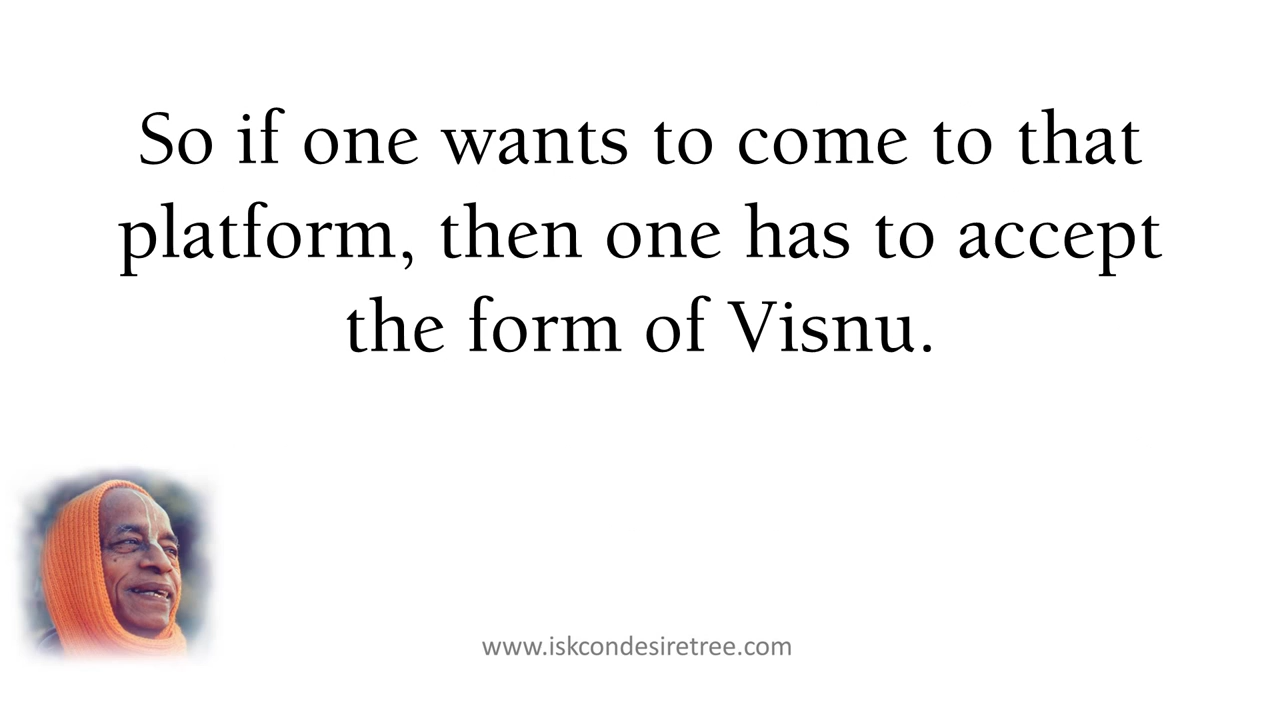 So if one wants to come to that
platform, then one has to accept
the form of Visnu.
www.iskcondesiretree.com